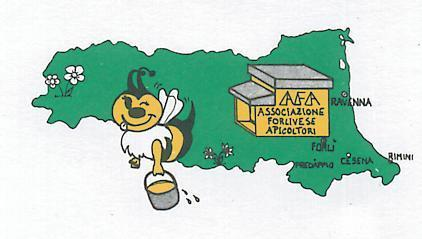 AFA
ASSOCIAZIONE
FORLIVESE
APICOLTORI
RAVENNA
FORLÌ
PREDAPPIO
CESENA
RIMINI